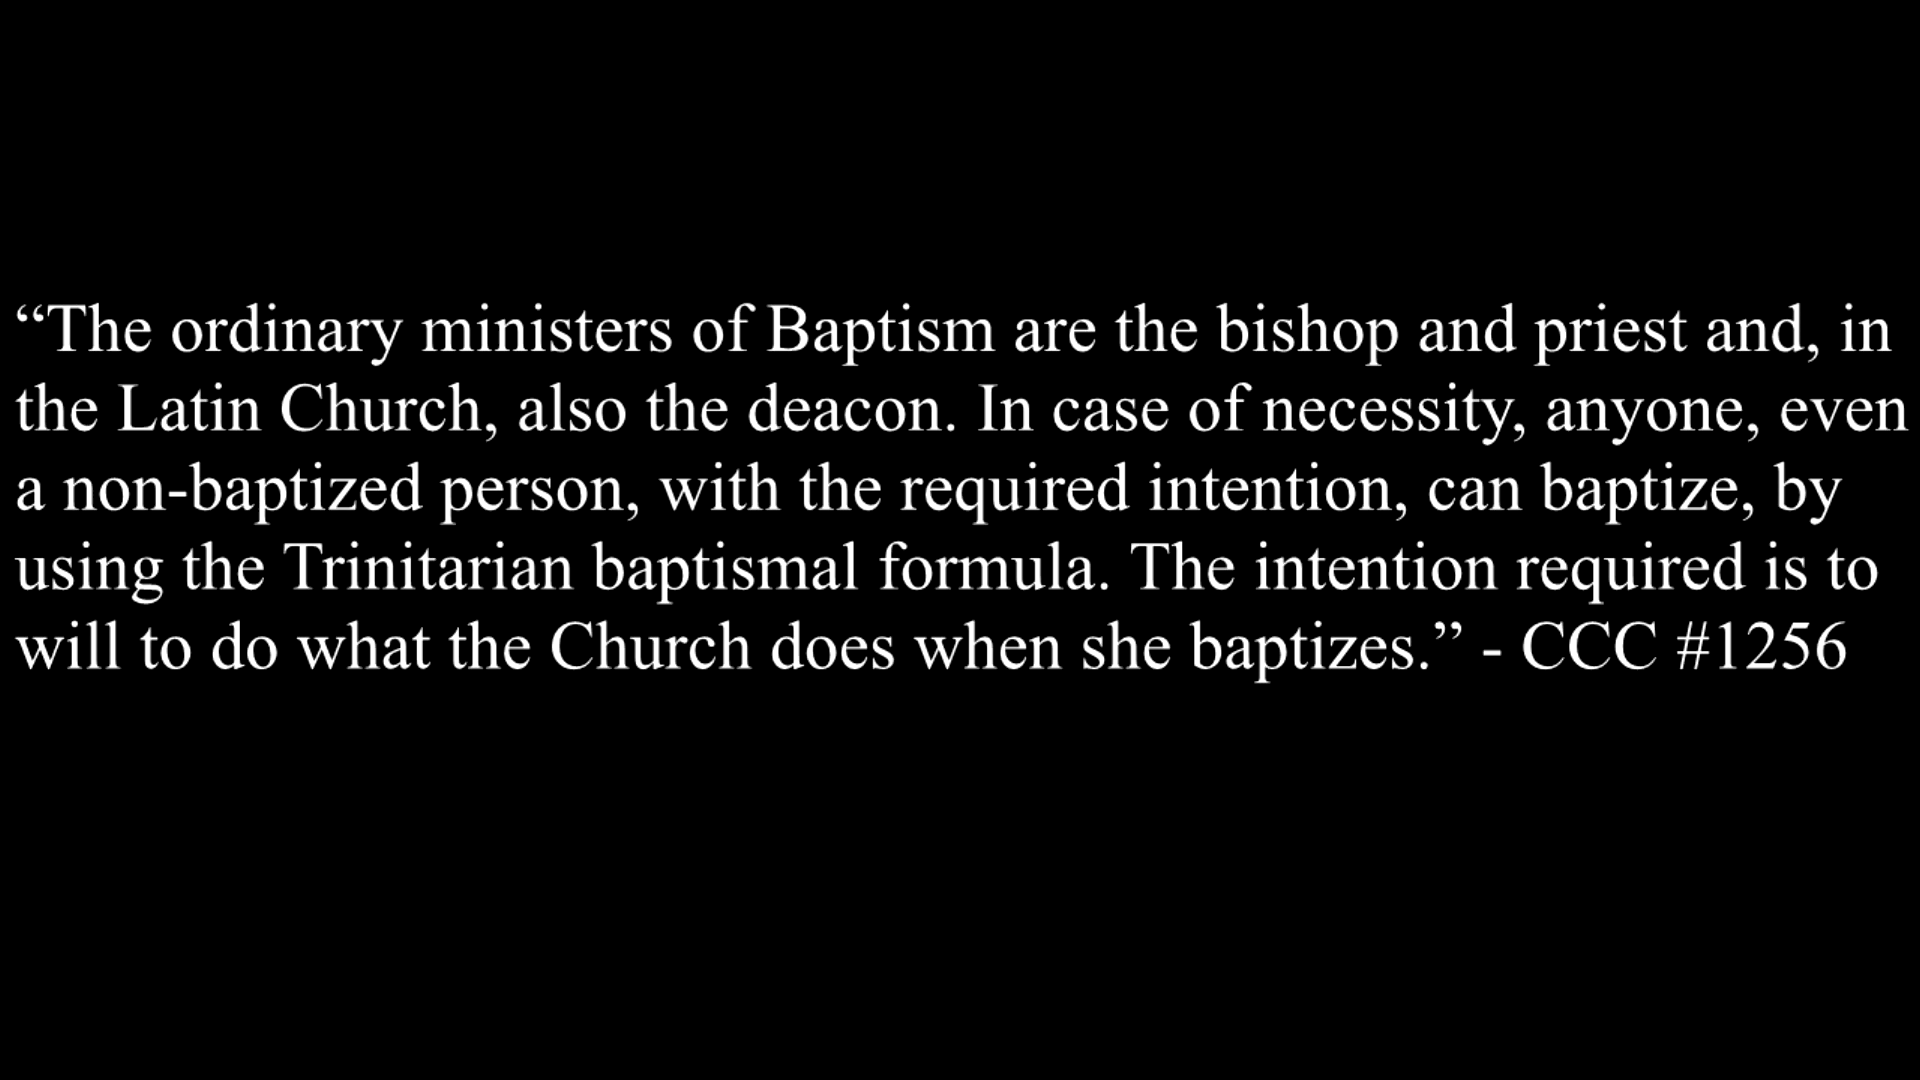 “The ordinary ministers of Baptism are the bishop and priest and, in
the Latin Church, also the deacon. In case of necessity, anyone, even
a non-baptized person, with the required intention, can baptize, by
using the Trinitarian baptismal formula. The intention required is to
will to do what the Church does when she baptizes.” - CCC #1256